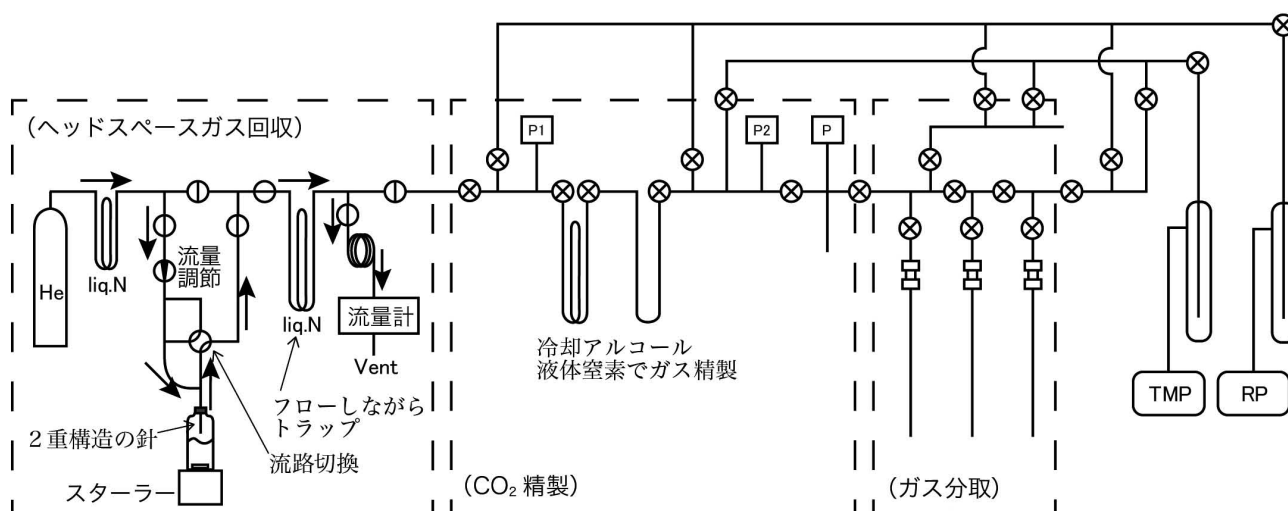 (ヘッドスペースガス回収)
He
liq.N
流量
調節
liq.N
流量計
Vent
フローしながら
トラップ
2重構造の針
流路切換
スターラー
P1
P2
P
冷却アルコール
液体窒素でガス精製
(CO₂ 精製)
(ガス分取)
TMP
RP